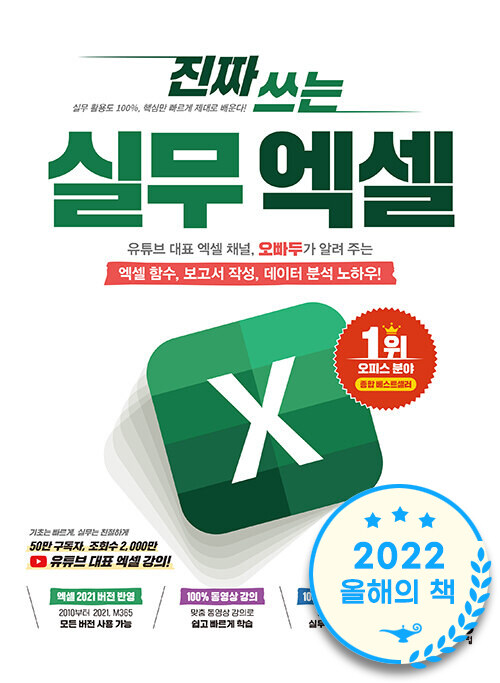 진짜 쓰는
실무 활용도 100%, 핵심만 빠르게 제대로 배운다!
실무 엑셀
유튜브 대표 엑셀 채널, 오빠두가 알려 주는
엑셀 함수, 보고서 작성, 데이터 분석 노하우!
X
1위
오피스 분야
종합 베스트셀러
기초는 빠르게, 실무는 친절하게
50만 구독자, 조회수 2,000만
유튜브 대표 엑셀 강의!
엑셀 2021 버전 반영
2010부터 2021, M365
모든 버전 사용 가능
100% 동영상 강의
맞춤 동영상 강의로
쉽고 빠르게 학습
2022
올해의 책